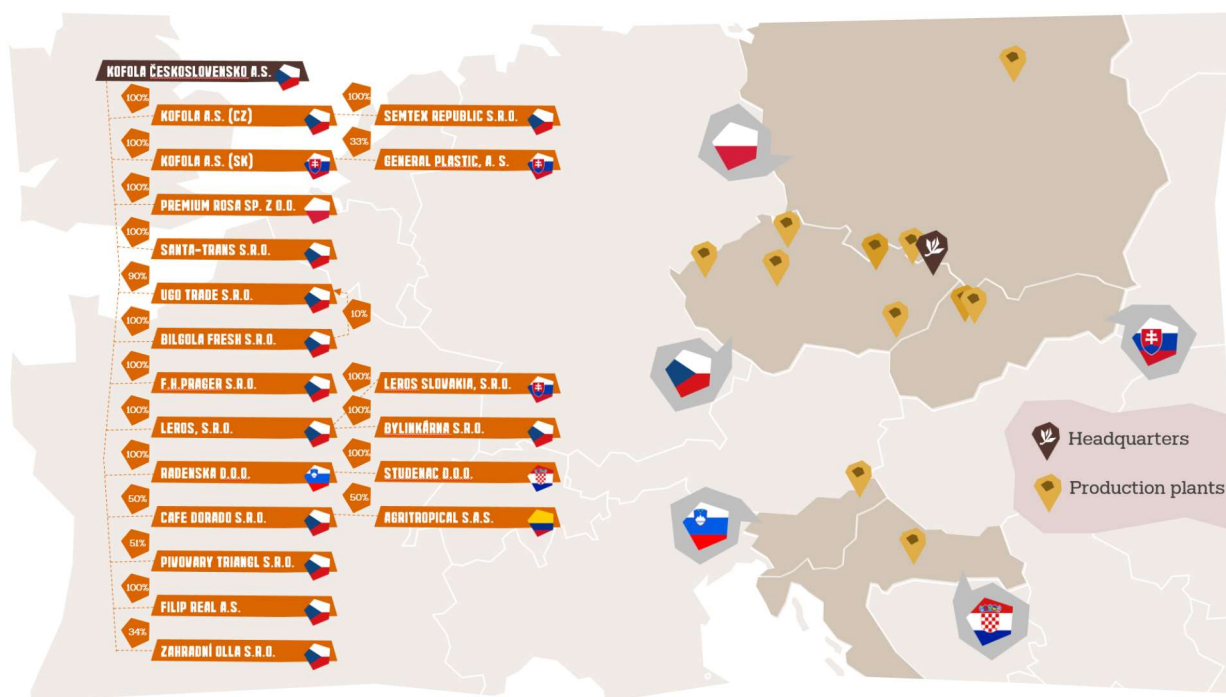 KOFOLA ČESKOSLOVENSKO A.S.
100%
KOFOLA A.S. (CZ)
100%
SEMTEX REPUBLIC S.R.O.
100%
KOFOLA A.S. (SK)
33%
GENERAL PLASTIC, A. S.
100%
PREMIUM ROSA SP. Z O.O.
100%
SANTA-TRANS S.R.O.
90%
UGO TRADE S.R.O.
10%
100%
BILGOLA FRESH S.R.O.
100%
F.H.PRAGER S.R.O.
100%
LEROS SLOVAKIA, S.R.O.
100%
LEROS, S.R.O.
100%
BYLINKÁRNA S.R.O.
100%
RADENSKA D.O.O.
100%
STUDENAC D.O.O.
50%
CAFE DORADO S.R.O.
50%
AGRITROPICAL S.A.S.
51%
PIVOVARY TRIANGL S.R.O.
100%
FILIP REAL A.S.
34%
ZAHRADNÍ OLLA S.R.O.
Headquarters
Production plants